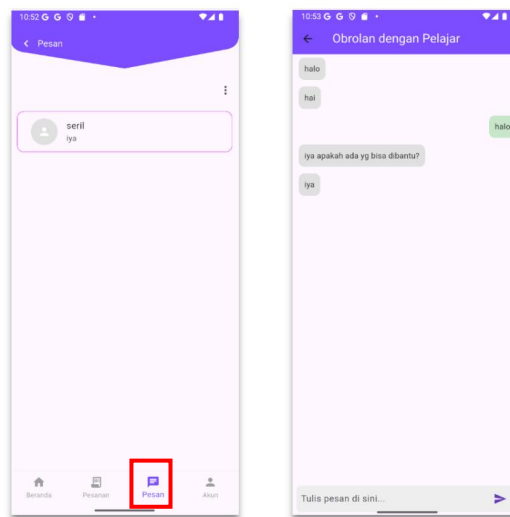 10:52 G G
Pesan
seril
iya
Beranda Pesanan Pesan Akun
10:53 G G
Obrolan dengan Pelajar
halo
hai
halo
iya apakah ada yg bisa dibantu?
iya
Tulis pesan di sini...